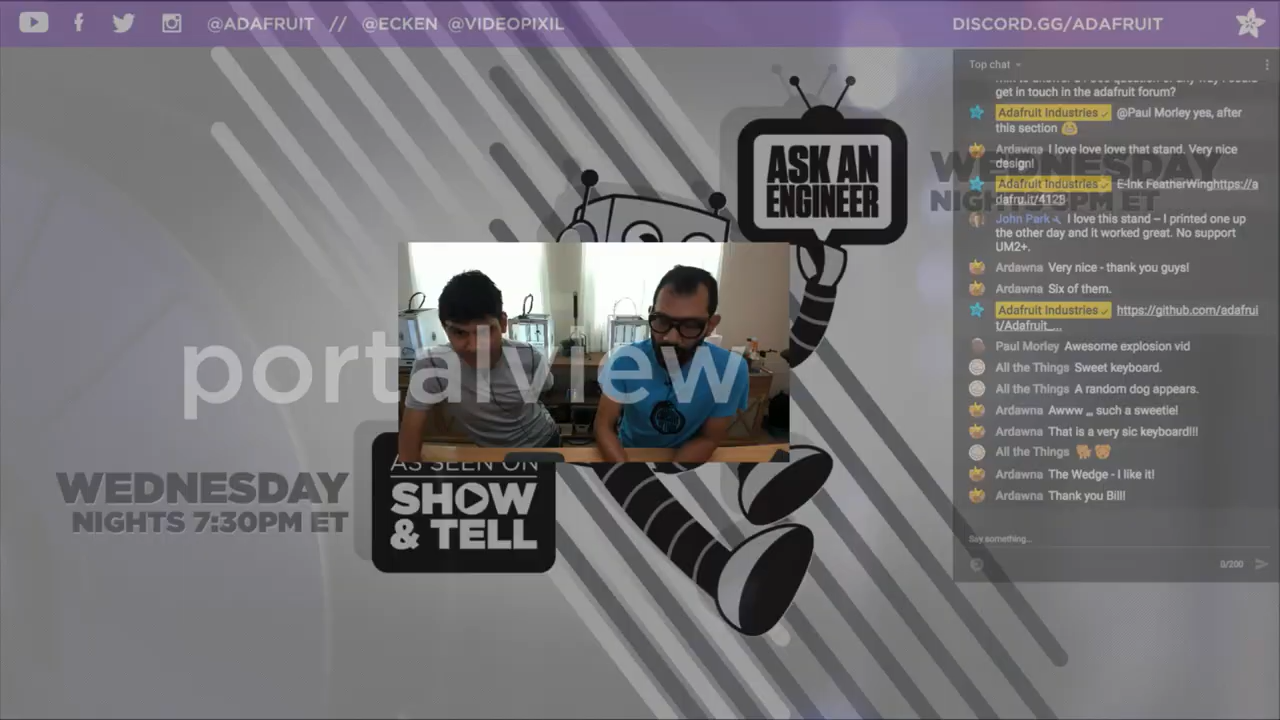 @ADAFRUIT // @ECKEN @VIDEOPIXIL
DISCORD.GG/ADAFRUIT
Top chat
get in touch in the adafruit forum?
Adafruit Industries @Paul Morley yes, after
this section
Ardawna I love love love that stand. Very nice
design!
Adafruit Industries E-Ink FeatherWinghttps://a
dafru.it/4128
John Park I love this stand – I printed one up
the other day and it worked great. No support
UM2+.
Ardawna Very nice - thank you guys!
Ardawna Six of them.
Adafruit Industries https://github.com/adafrui
t/Adafruit_...
Paul Morley Awesome explosion vid
All the Things Sweet keyboard.
All the Things A random dog appears.
Ardawna Awww ,,, such a sweetie!
Ardawna That is a very sic keyboard!!!
All the Things
Ardawna The Wedge - I like it!
Ardawna Thank you Bill!
Say something...
0/200
ASK AN
ENGINEER
WEDNESDAY
NIGHTS 8PM ET
portalview
WEDNESDAY
NIGHTS 7:30PM ET
AS SEEN ON
SHOW
& TELL